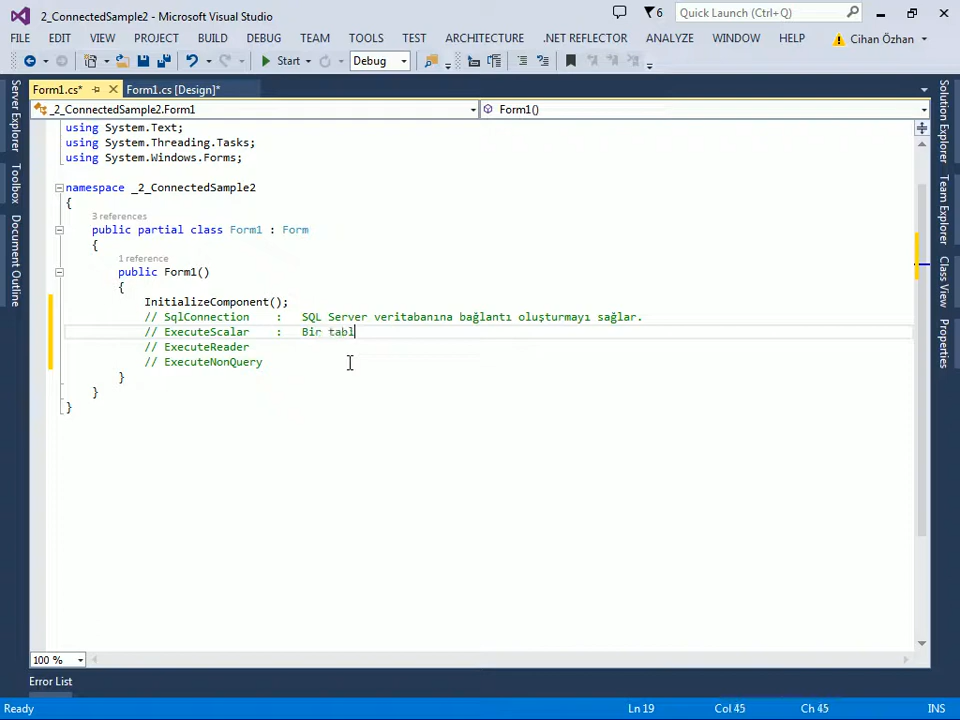 2_ConnectedSample2 - Microsoft Visual Studio
6
Quick Launch (Ctrl+Q)
FILE EDIT VIEW PROJECT BUILD DEBUG TEAM TOOLS TEST ARCHITECTURE .NET REFLECTOR ANALYZE WINDOW HELP Cihan Özhan
Start Debug
Form1.cs* Form1.cs [Design]*
_2_ConnectedSample2.Form1 Form1()
Server Explorer
Toolbox
Document Outline
using System.Text;
using System.Threading.Tasks;
using System.Windows.Forms;
namespace _2_ConnectedSample2
{
3 references
public partial class Form1 : Form
{
1 reference
public Form1()
{
InitializeComponent();
// SqlConnection : SQL Server veritabanına bağlantı oluşturmayı sağlar.
// ExecuteScalar : Bir tabl
// ExecuteReader
// ExecuteNonQuery
}
}
}
Solution Explorer
Team Explorer
Class View
Properties
100 %
Error List
Ready Ln 19 Col 45 Ch 45 INS